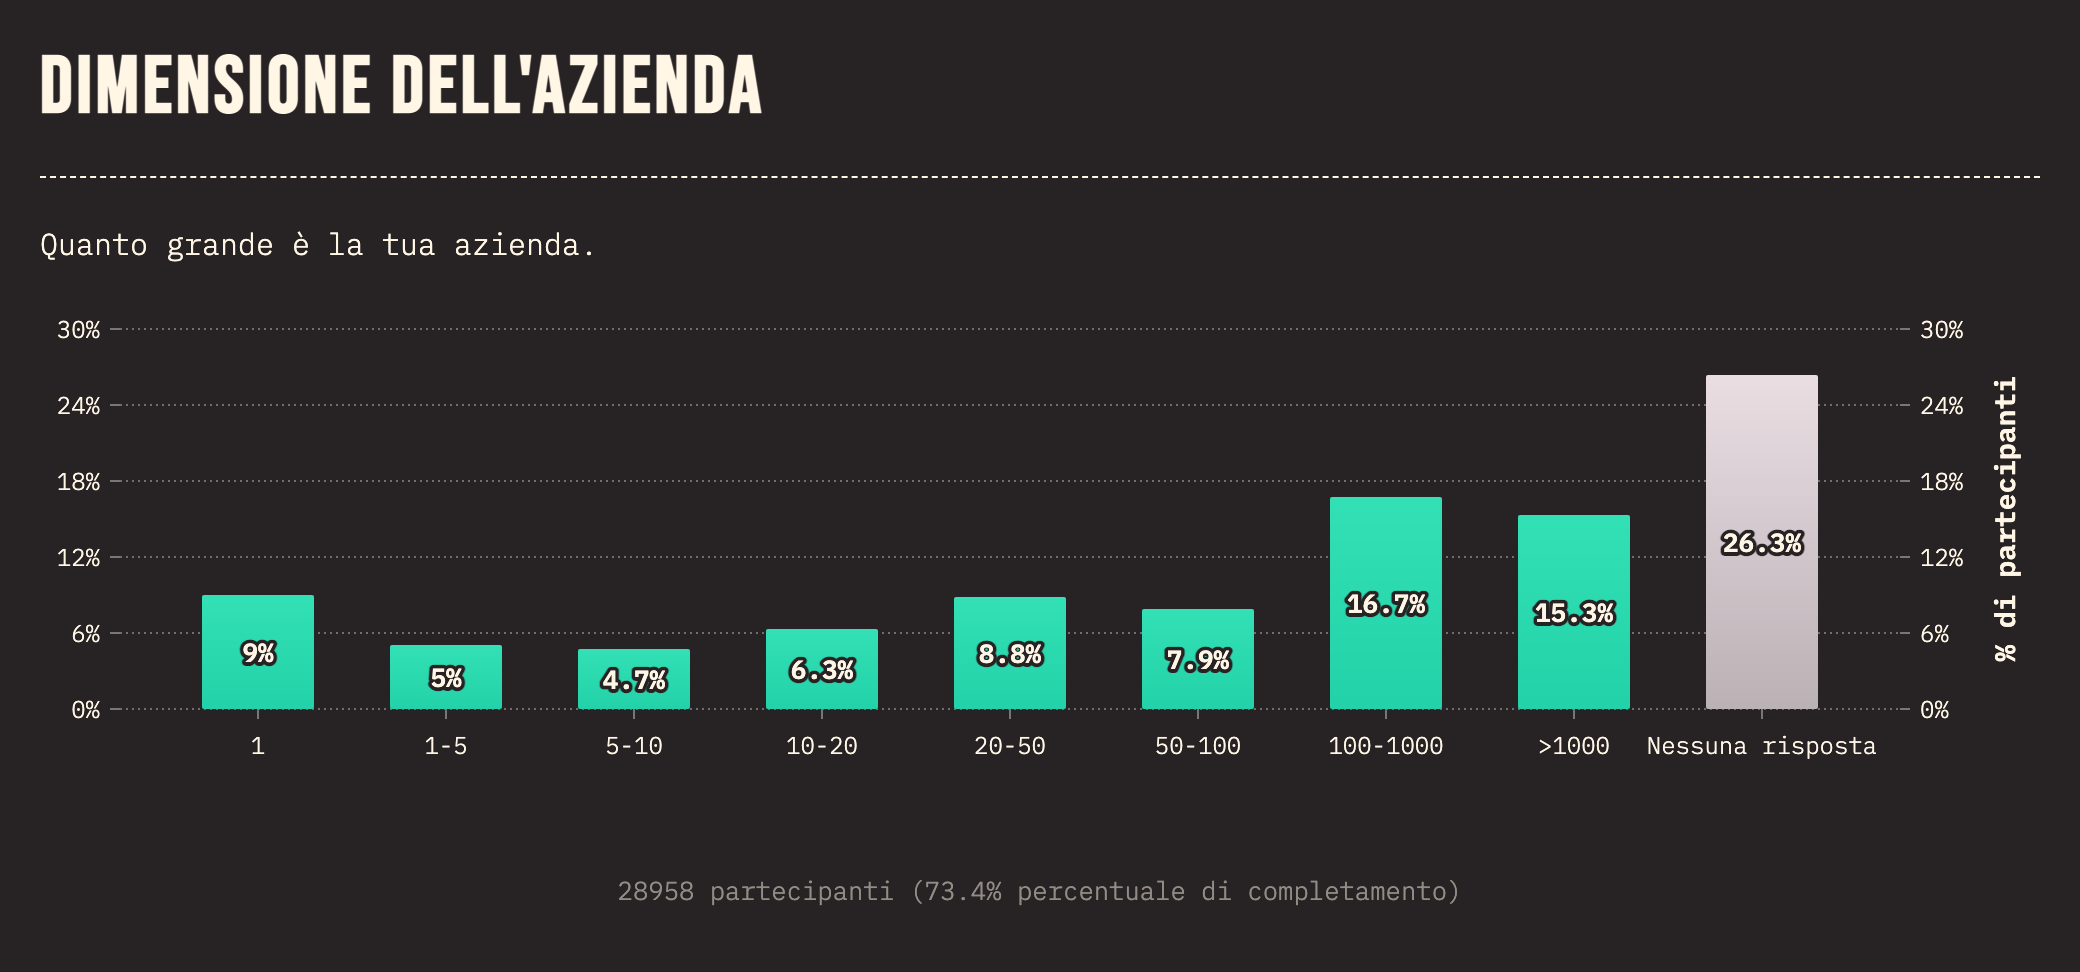 DIMENSIONE DELL'AZIENDA
Quanto grande è la tua azienda.
30% 30%
24% 24%
18% 18%
12% 12%
6% 6%
0% 0%
% di partecipanti
9% 5% 4.7% 6.3% 8.8% 7.9% 16.7% 15.3% 26.3%
1 1-5 5-10 10-20 20-50 50-100 100-1000 >1000 Nessuna risposta
28958 partecipanti (73.4% percentuale di completamento)